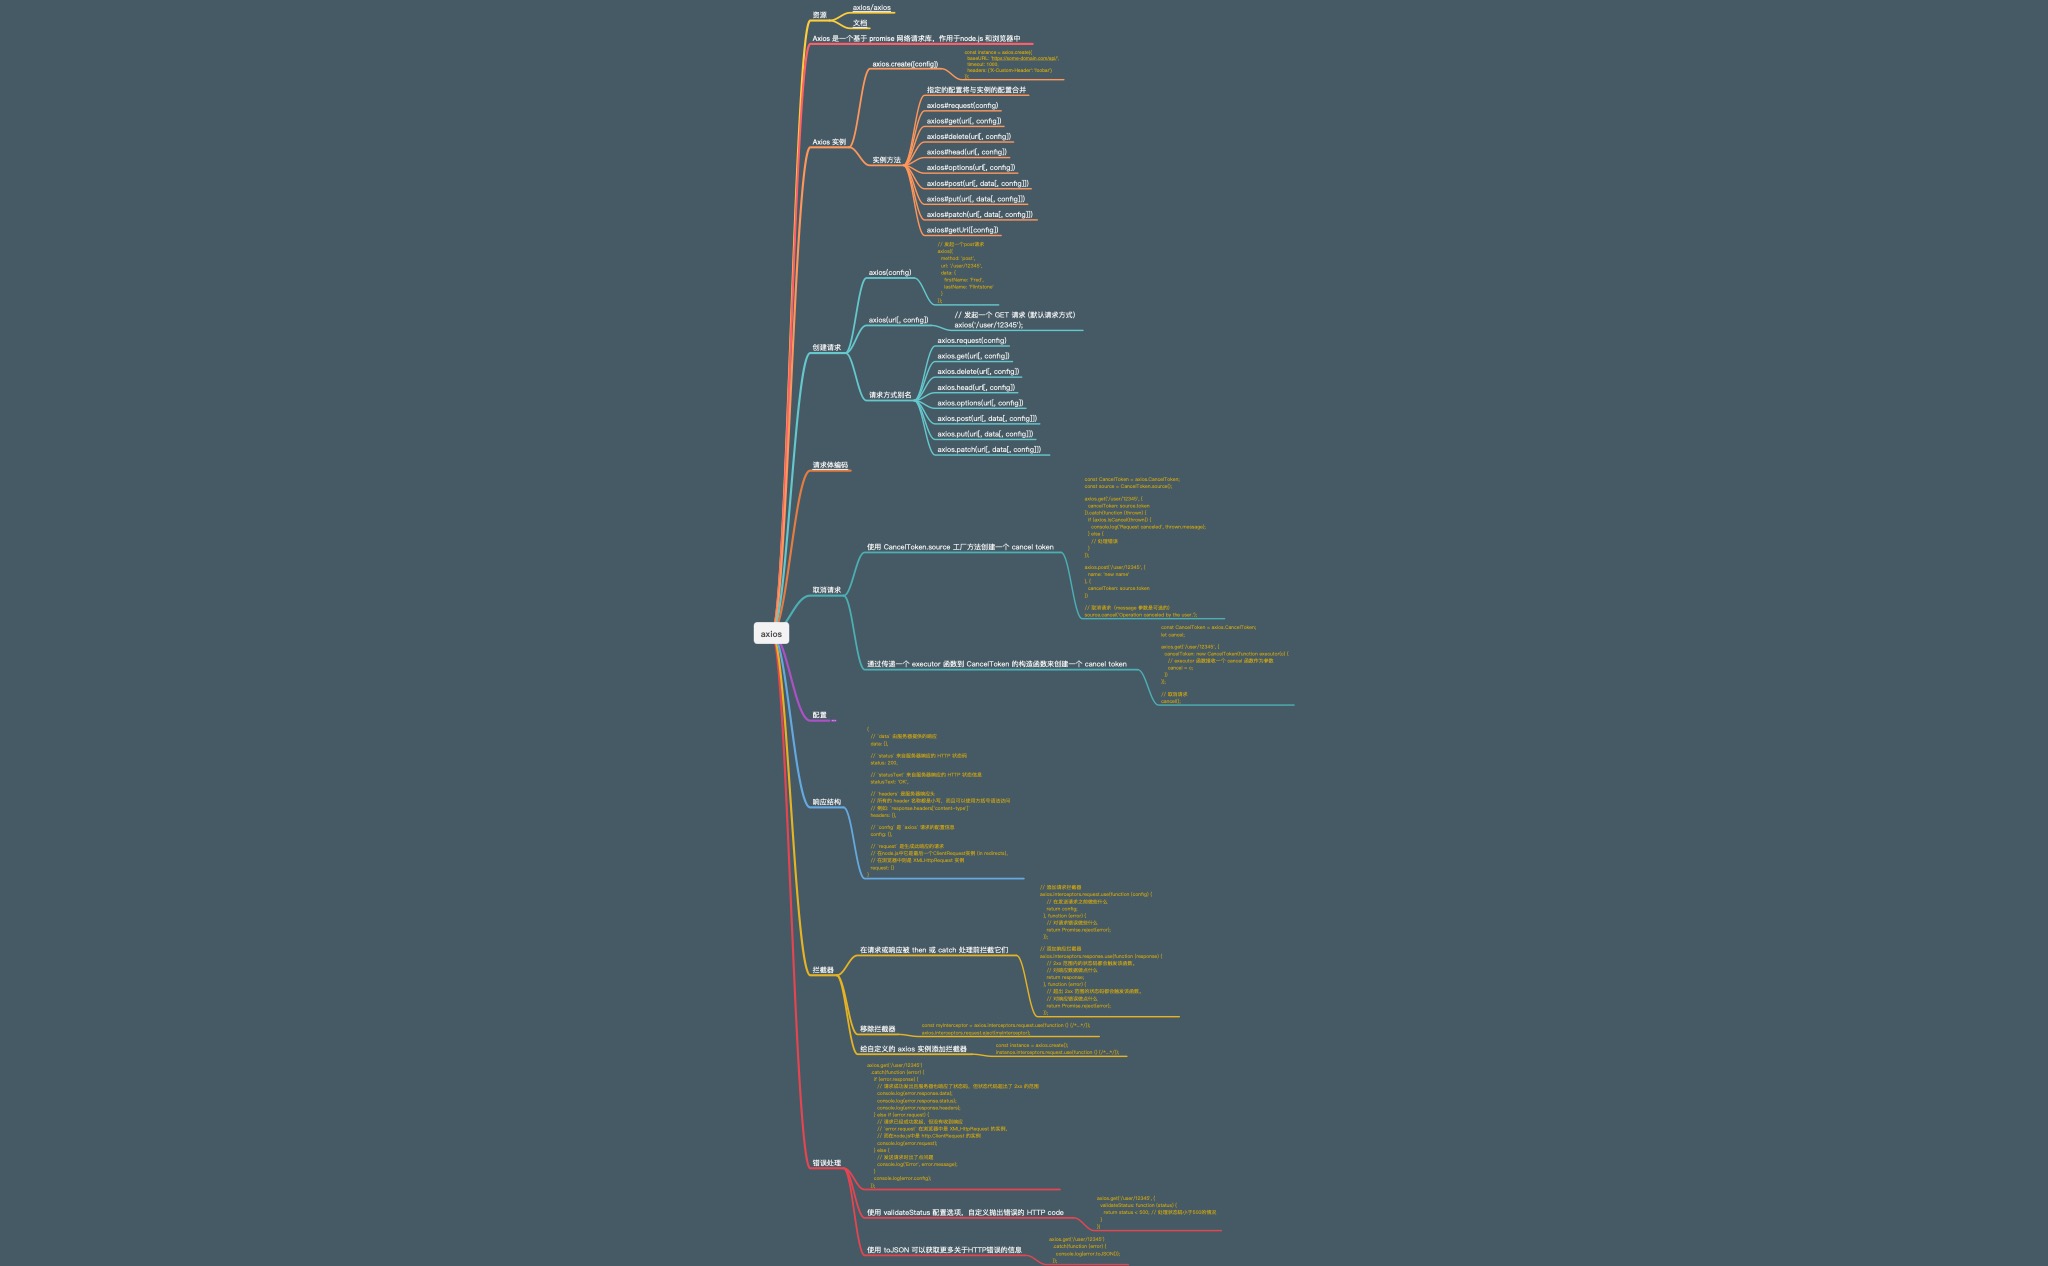 资源
axios/axios
文档
Axios 是一个基于 promise 网络请求库，作用于node.js 和浏览器中
Axios 实例
axios.create([config])
const instance = axios.create({
baseURL: 'https://some-domain.com/api/',
timeout: 1000,
headers: {'X-Custom-Header': 'foobar'}
});
实例方法
指定的配置将与实例的配置合并
axios#request(config)
axios#get(url[, config])
axios#delete(url[, config])
axios#head(url[, config])
axios#options(url[, config])
axios#post(url[, data[, config]])
axios#put(url[, data[, config]])
axios#patch(url[, data[, config]])
axios#getUri([config])
创建请求
axios(config)
// 发起一个post请求
axios({
method: 'post',
url: '/user/12345',
data: {
firstName: 'Fred',
lastName: 'Flintstone'
}
});
axios(url[, config])
// 发起一个 GET 请求 (默认请求方式)
axios('/user/12345');
请求方式别名
axios.request(config)
axios.get(url[, config])
axios.delete(url[, config])
axios.head(url[, config])
axios.options(url[, config])
axios.post(url[, data[, config]])
axios.put(url[, data[, config]])
axios.patch(url[, data[, config]])
请求体编码
取消请求
使用 CancelToken.source 工厂方法创建一个 cancel token
const CancelToken = axios.CancelToken;
const source = CancelToken.source();
axios.get('/user/12345', {
cancelToken: source.token
}).catch(function (thrown) {
if (axios.isCancel(thrown)) {
console.log('Request canceled', thrown.message);
} else {
// 处理错误
}
});
axios.post('/user/12345', {
name: 'new name'
}, {
cancelToken: source.token
})
// 取消请求（message 参数是可选的）
source.cancel('Operation canceled by the user.');
通过传递一个 executor 函数到 CancelToken 的构造函数来创建一个 cancel token
const CancelToken = axios.CancelToken;
let cancel;
axios.get('/user/12345', {
cancelToken: new CancelToken(function executor(c) {
// executor 函数接收一个 cancel 函数作为参数
cancel = c;
})
});
// 取消请求
cancel();
axios
配置
响应结构
{
// `data` 由服务器提供的响应
data: {},
// `status` 来自服务器响应的 HTTP 状态码
status: 200,
// `statusText` 来自服务器响应的 HTTP 状态信息
statusText: 'OK',
// `headers` 是服务器响应头
// 所有的 header 名称都是小写，而且可以使用方括号语法访问
// 例如: `response.headers['content-type']`
headers: {},
// `config` 是 `axios` 请求的配置信息
config: {},
// `request` 是生成此响应的请求
// 在node.js中它是最后一个ClientRequest实例 (in redirects)，
// 在浏览器中则是 XMLHttpRequest 实例
request: {}
}
拦截器
在请求或响应被 then 或 catch 处理前拦截它们
// 添加请求拦截器
axios.interceptors.request.use(function (config) {
// 在发送请求之前做些什么
return config;
}, function (error) {
// 对请求错误做些什么
return Promise.reject(error);
});
// 添加响应拦截器
axios.interceptors.response.use(function (response) {
// 2xx 范围内的状态码都会触发该函数。
// 对响应数据做点什么
return response;
}, function (error) {
// 超出 2xx 范围的状态码都会触发该函数。
// 对响应错误做点什么
return Promise.reject(error);
});
移除拦截器
const myInterceptor = axios.interceptors.request.use(function () {/*...*/});
axios.interceptors.request.eject(myInterceptor);
给自定义的 axios 实例添加拦截器
const instance = axios.create();
instance.interceptors.request.use(function () {/*...*/});
错误处理
axios.get('/user/12345')
.catch(function (error) {
if (error.response) {
// 请求成功发出且服务器也响应了状态码，但状态代码超出了 2xx 的范围
console.log(error.response.data);
console.log(error.response.status);
console.log(error.response.headers);
} else if (error.request) {
// 请求已经成功发起，但没有收到响应
// `error.request` 在浏览器中是 XMLHttpRequest 的实例，
// 而在node.js中是 http.ClientRequest 的实例
console.log(error.request);
} else {
// 发送请求时出了点问题
console.log('Error', error.message);
}
console.log(error.config);
});
使用 validateStatus 配置选项，自定义抛出错误的 HTTP code
axios.get('/user/12345', {
validateStatus: function (status) {
return status < 500; // 处理状态码小于500的情况
}
})
使用 toJSON 可以获取更多关于HTTP错误的信息
axios.get('/user/12345')
.catch(function (error) {
console.log(error.toJSON());
});